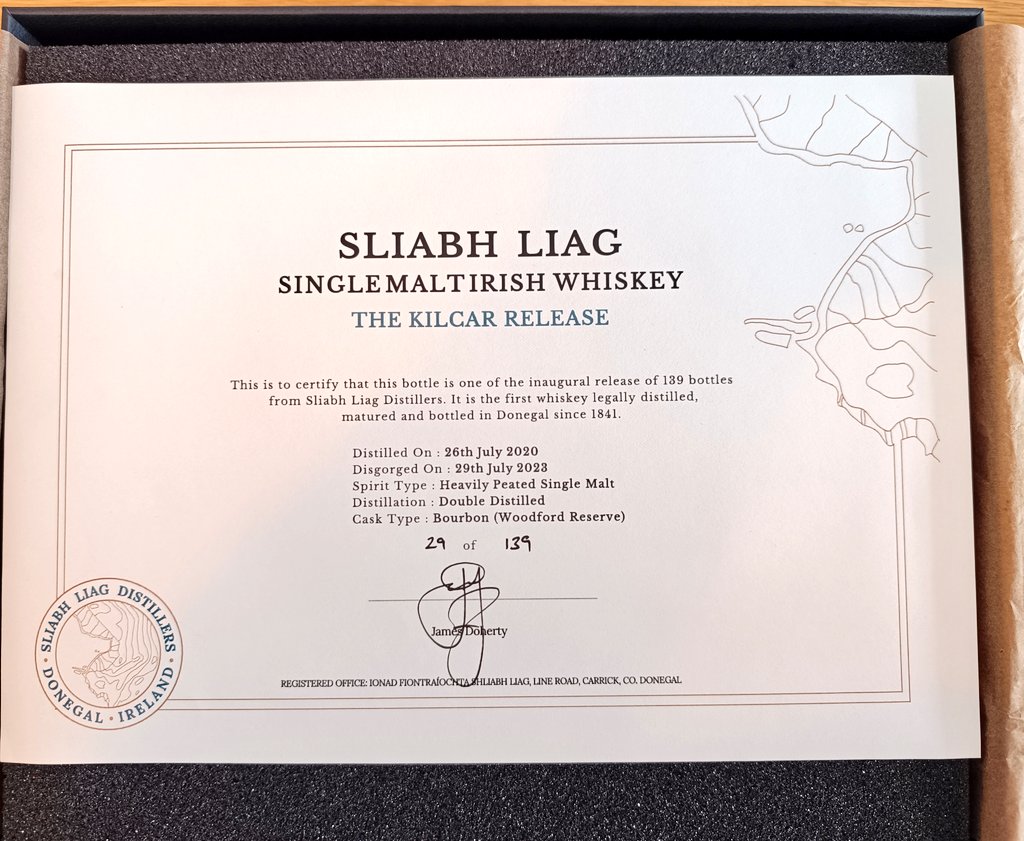 SLIABH LIAG
SINGLE MALT IRISH WHISKEY
THE KILCAR RELEASE
This is to certify that this bottle is one of the inaugural release of 139 bottles
from Sliabh Liag Distillers. It is the first whiskey legally distilled,
matured and bottled in Donegal since 1841.
Distilled On : 26th July 2020
Disgorged On : 29th July 2023
Spirit Type : Heavily Peated Single Malt
Distillation : Double Distilled
Cask Type : Bourbon (Woodford Reserve)
29 of 139
James Doherty
REGISTERED OFFICE: IONAD FIONTRAÍOCHTA SHLIABH LIAG, LINE ROAD, CARRICK, CO. DONEGAL
SLIABH LIAG DISTILLERS
DONEGAL • IRELAND